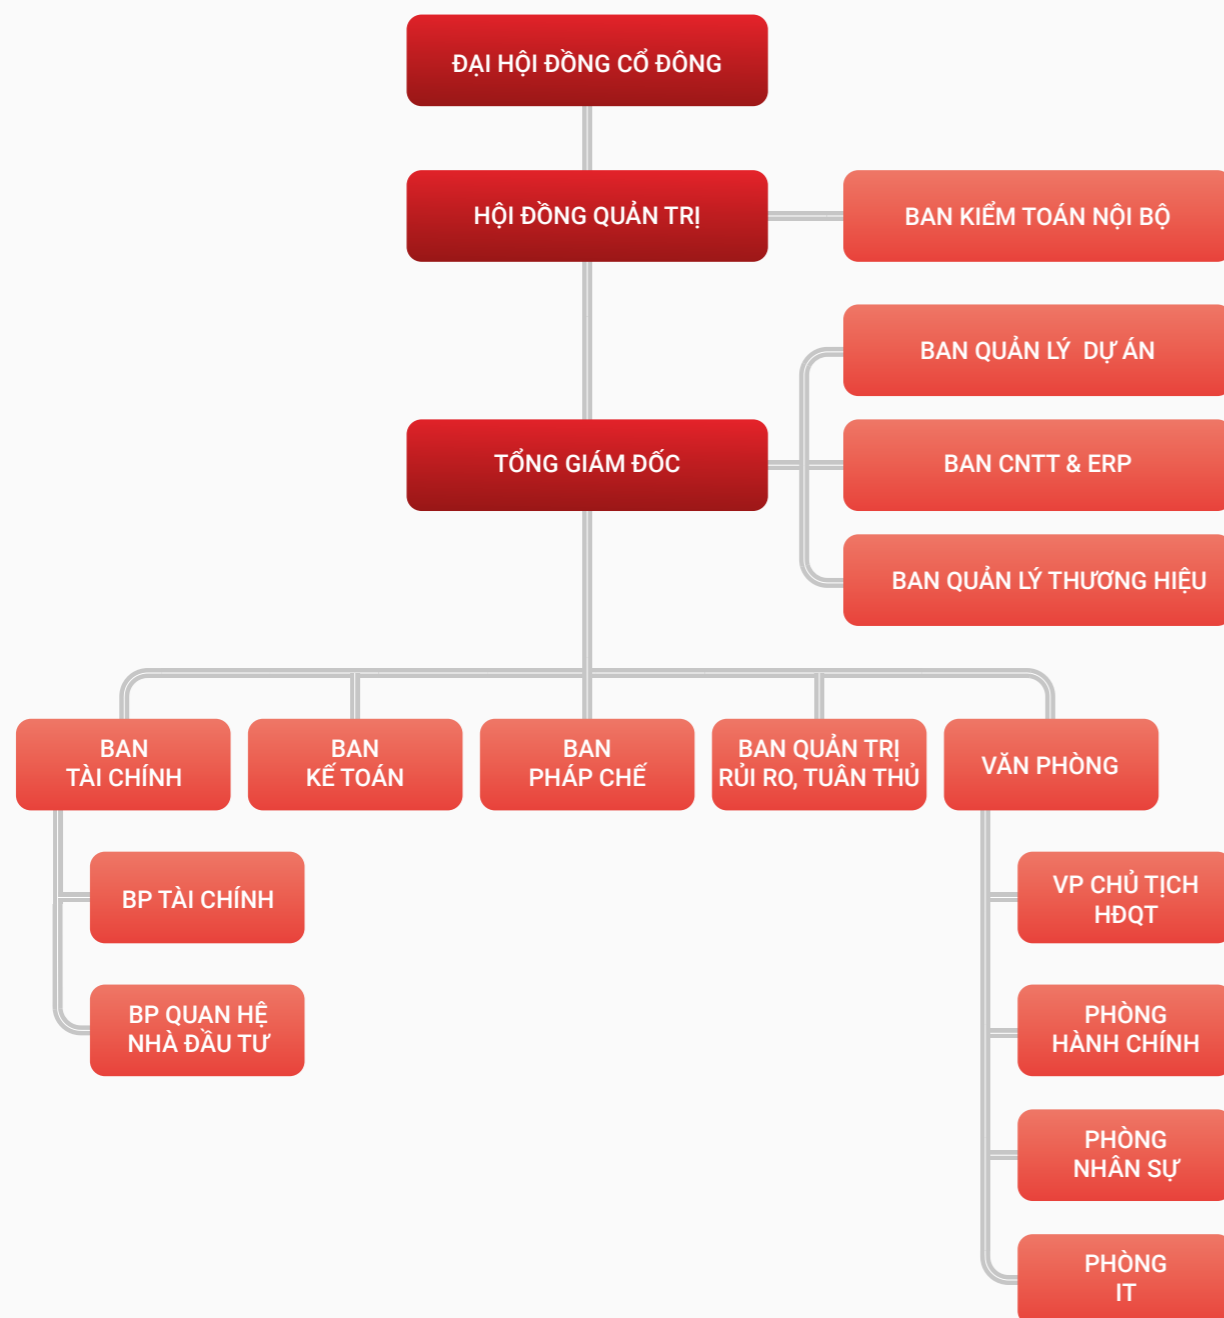 ĐẠI HỘI ĐỒNG CỔ ĐÔNG
HỘI ĐỒNG QUẢN TRỊ
BAN KIỂM TOÁN NỘI BỘ
BAN QUẢN LÝ DỰ ÁN
TỔNG GIÁM ĐỐC
BAN CNTT & ERP
BAN QUẢN LÝ THƯƠNG HIỆU
BAN
TÀI CHÍNH
BAN
KẾ TOÁN
BAN
PHÁP CHẾ
BAN QUẢN TRỊ
RỦI RO, TUÂN THỦ
VĂN PHÒNG
BP TÀI CHÍNH
BP QUAN HỆ
NHÀ ĐẦU TƯ
VP CHỦ TỊCH
HĐQT
PHÒNG
HÀNH CHÍNH
PHÒNG
NHÂN SỰ
PHÒNG
IT